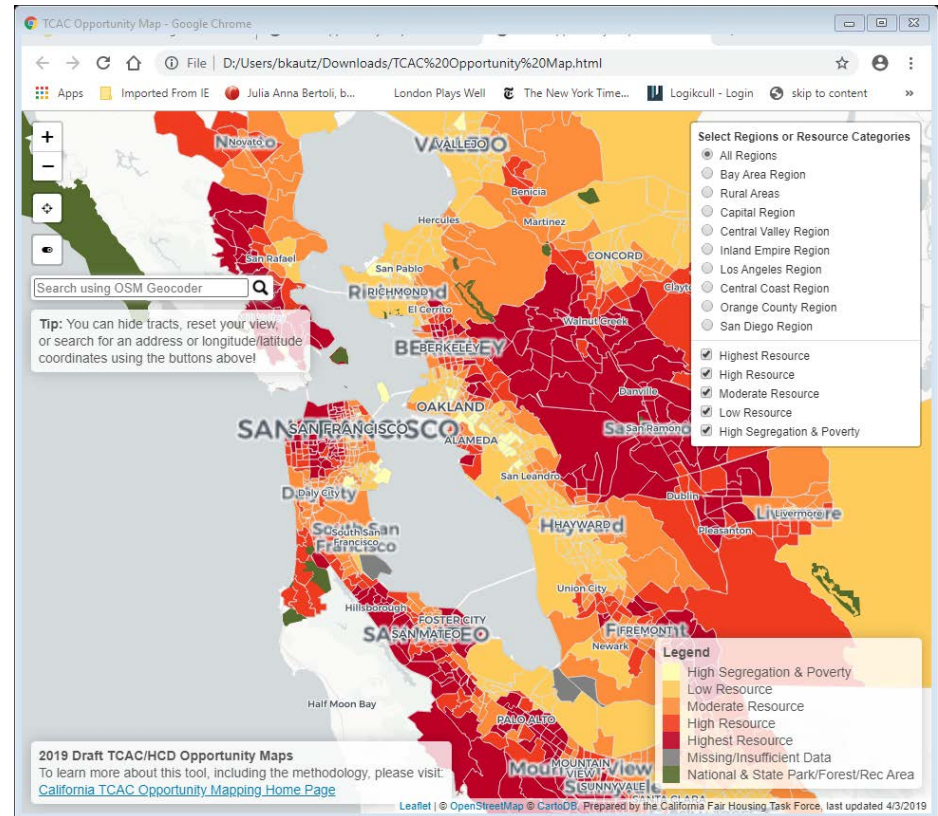 TCAC Opportunity Map - Google Chrome
File | D:/Users/bkautz/Downloads/TCAC%20Opportunity%20Map.html
Apps Imported From IE Julia Anna Bertoli, b... London Plays Well The New York Time... Logikcull - Login skip to content »
+
−
Search using OSM Geocoder
Tip: You can hide tracts, reset your view,
or search for an address or longitude/latitude
coordinates using the buttons above!
Select Regions or Resource Categories
All Regions
Bay Area Region
Rural Areas
Capital Region
Central Valley Region
Inland Empire Region
Los Angeles Region
Central Coast Region
Orange County Region
San Diego Region
Highest Resource
High Resource
Moderate Resource
Low Resource
High Segregation & Poverty
Novato
VALLEJO
Benicia
Hercules
Martinez
San Rafael
San Pablo
CONCORD
RICHMOND
El Cerrito
Walnut Creek
BERKELEY
Danville
OAKLAND
SAN FRANCISCO
ALAMEDA
San Ramon
San Leandro
Daly City
Dublin
Livermore
South San
Francisco
HAYWARD
Pleasanton
Union City
Hillsborough
FOSTER CITY
SAN MATEO
FREMONT
Newark
Half Moon Bay
PALO ALTO
MOUNTAIN
VIEW
SUNNYVALE
SANTA CLARA
Legend
High Segregation & Poverty
Low Resource
Moderate Resource
High Resource
Highest Resource
Missing/Insufficient Data
National & State Park/Forest/Rec Area
2019 Draft TCAC/HCD Opportunity Maps
To learn more about this tool, including the methodology, please visit:
California TCAC Opportunity Mapping Home Page
Leaflet | © OpenStreetMap © CartoDB, Prepared by the California Fair Housing Task Force, last updated 4/3/2019